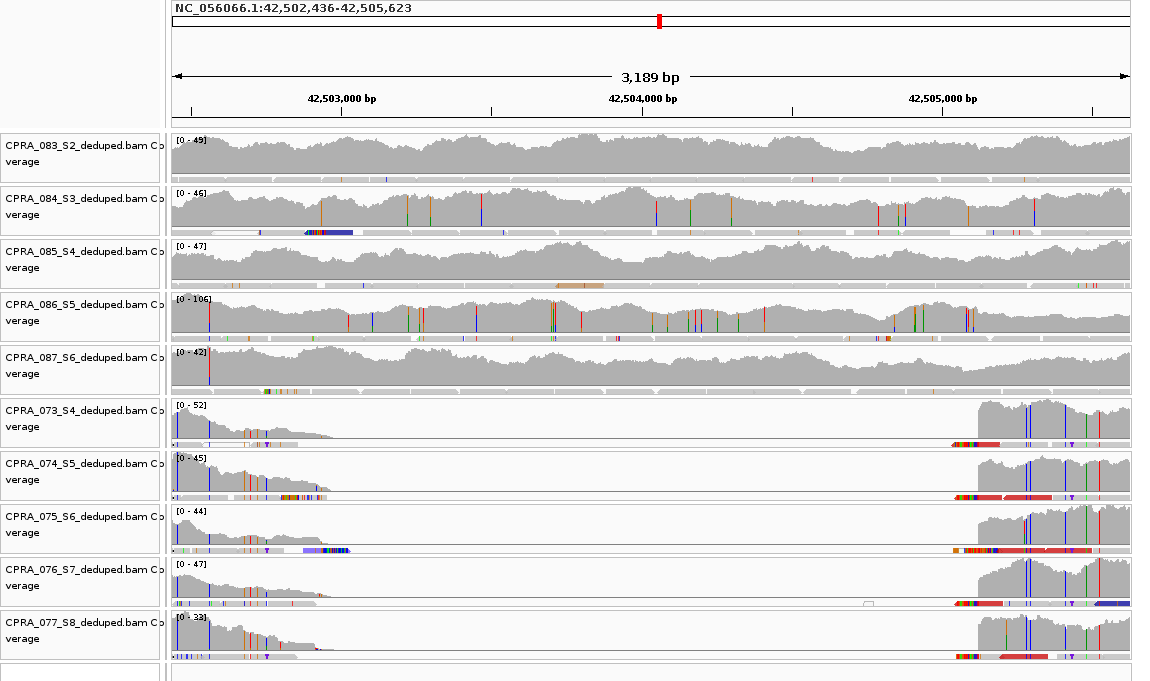 NC_056066.1:42,502,436-42,505,623
3,189 bp
42,503,000 bp
42,504,000 bp
42,505,000 bp
CPRA_083_S2_deduped.bam Co
verage
[0 - 49]
CPRA_084_S3_deduped.bam Co
verage
[0 - 46]
CPRA_085_S4_deduped.bam Co
verage
[0 - 47]
CPRA_086_S5_deduped.bam Co
verage
[0 - 106]
CPRA_087_S6_deduped.bam Co
verage
[0 - 42]
CPRA_073_S4_deduped.bam Co
verage
[0 - 52]
CPRA_074_S5_deduped.bam Co
verage
[0 - 45]
CPRA_075_S6_deduped.bam Co
verage
[0 - 44]
CPRA_076_S7_deduped.bam Co
verage
[0 - 47]
CPRA_077_S8_deduped.bam Co
verage
[0 - 33]